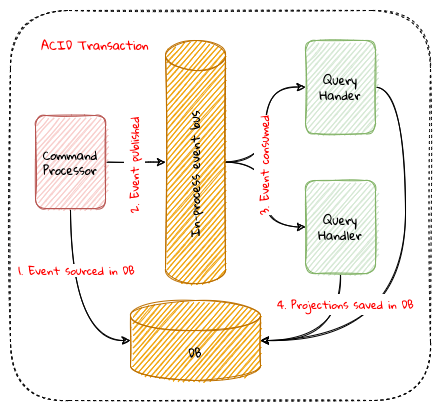 ACID Transaction
Query
Hander
Command
Processor
2. Event published
In-process event bus
3. Event consumed
Query
Handler
1. Event sourced in DB
4. Projections saved in DB
DB